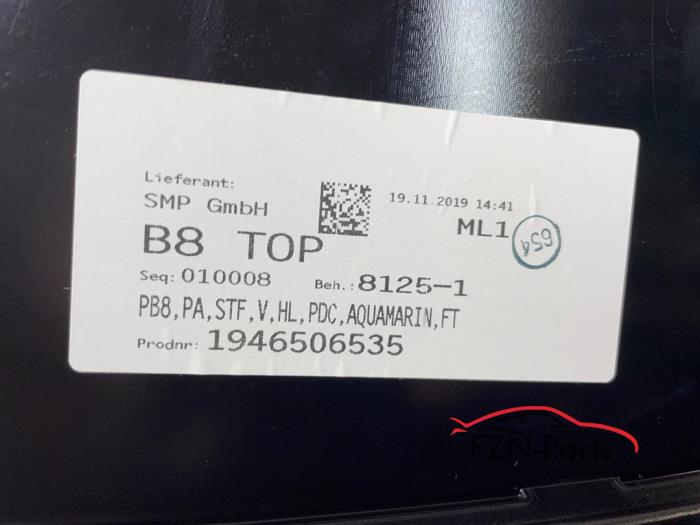 Lieferant:
SMP GmbH
19.11.2019 14:41
ML1
654
B8 TOP
Seq: 010008
Beh.: 8125-1
PB8,PA,STF,V,HL,PDC,AQUAMARIN,FT
Prodnr: 1946506535
FZN-Parts